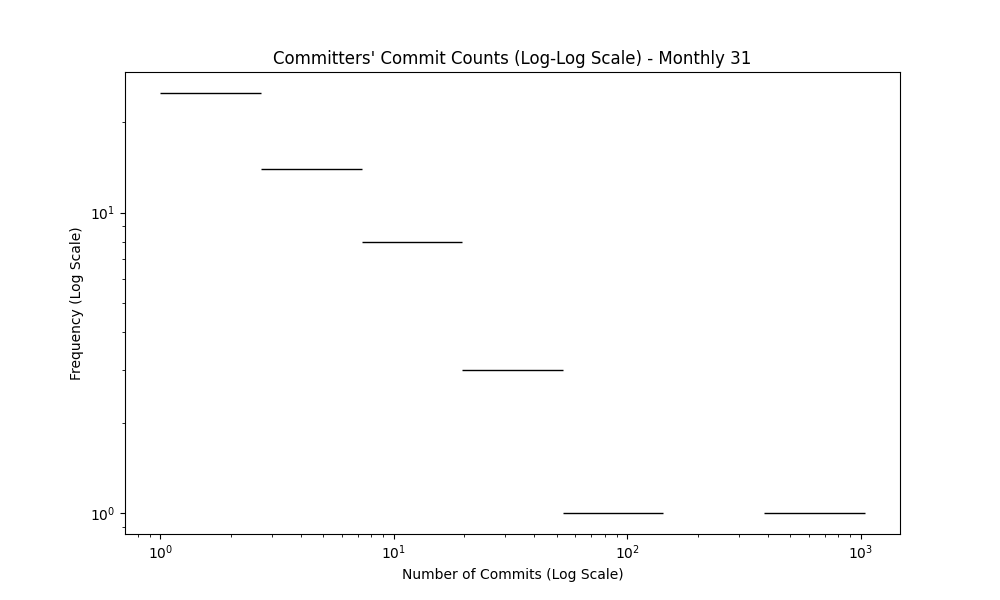 Committers' Commit Counts (Log-Log Scale) - Monthly 31
Frequency (Log Scale)
10¹
10⁰
10⁰ 10¹ 10² 10³
Number of Commits (Log Scale)